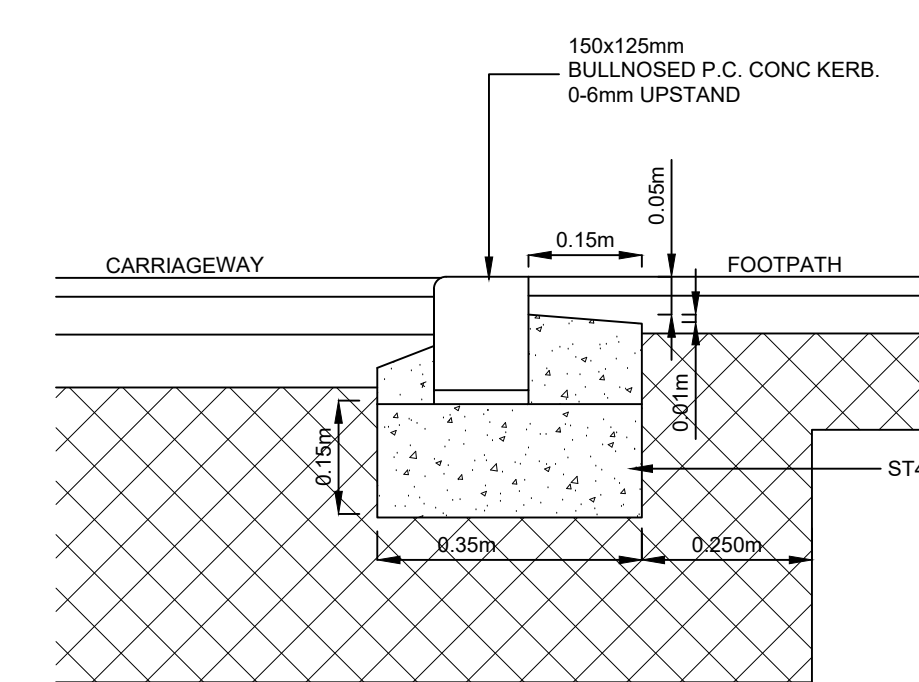 150x125mm
BULLNOSED P.C. CONC KERB.
0-6mm UPSTAND
0.05m
0.15m
CARRIAGEWAY
FOOTPATH
0.01m
0.15m
ST4
0.35m
0.250m